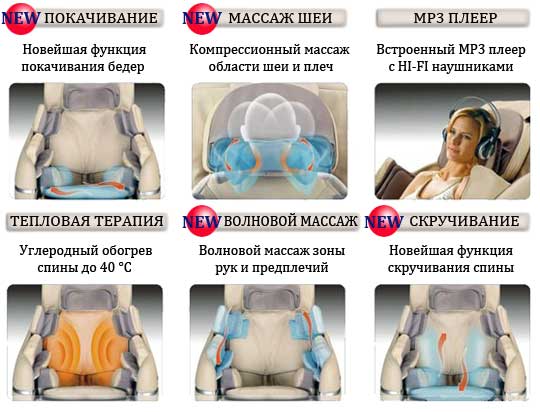 NEW ПОКАЧИВАНИЕ
Новейшая функция
покачивания бедер
NEW МАССАЖ ШЕИ
Компрессионный массаж
области шеи и плеч
MP3 ПЛЕЕР
Встроенный MP3 плеер
с HI-FI наушниками
ТЕПЛОВАЯ ТЕРАПИЯ
Углеродный обогрев
спины до 40 °C
NEW ВОЛНОВОЙ МАССАЖ
Волновой массаж зоны
рук и предплечий
NEW СКРУЧИВАНИЕ
Новейшая функция
скручивания спины